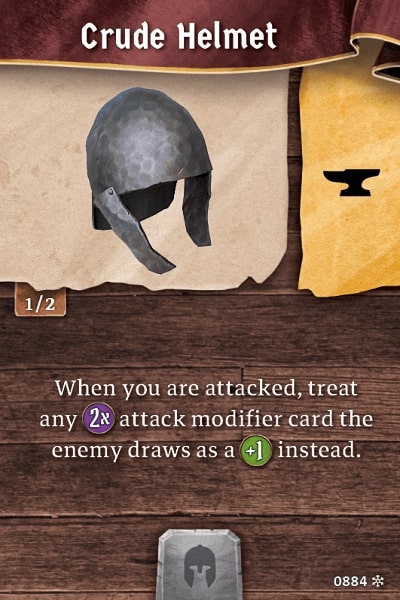 Crude Helmet
1/2
When you are attacked, treat
any 2x attack modifier card the
enemy draws as a +1 instead.
0884